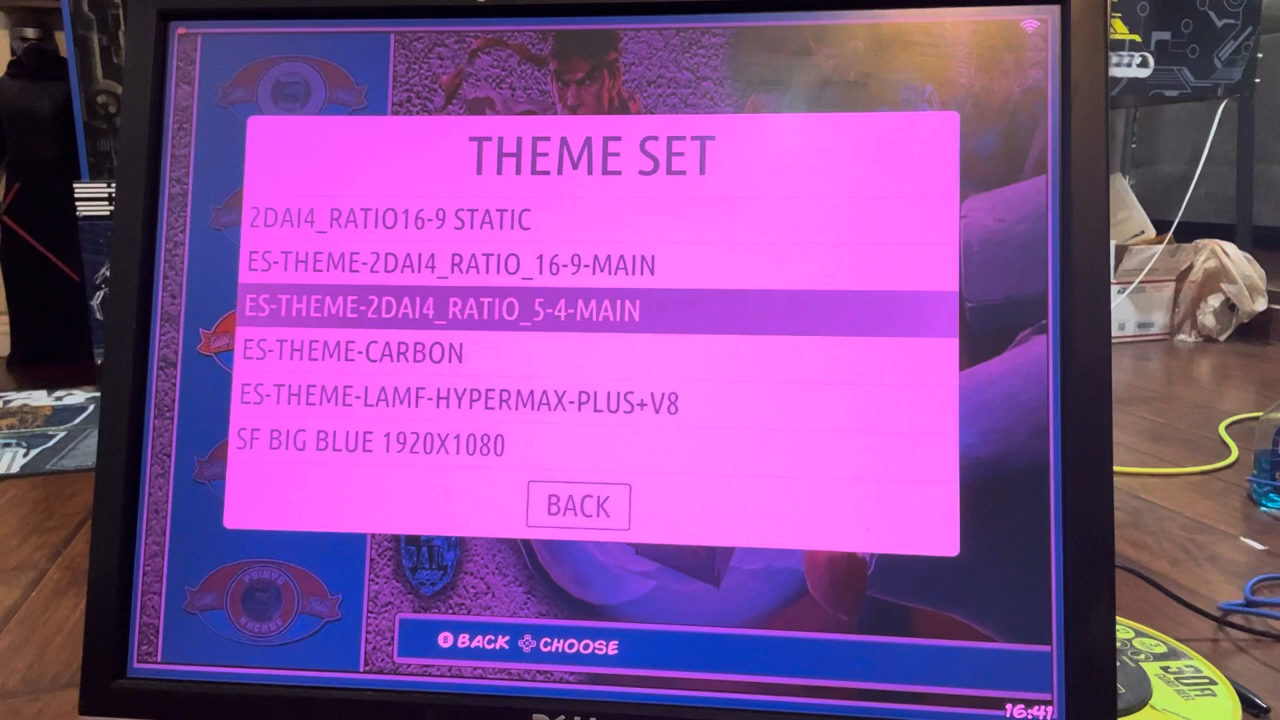 THEME SET
2DAI4_RATIO16-9 STATIC
ES-THEME-2DAI4_RATIO_16-9-MAIN
ES-THEME-2DAI4_RATIO_5-4-MAIN
ES-THEME-CARBON
ES-THEME-LAMF-HYPERMAX-PLUS+V8
SF BIG BLUE 1920X1080
BACK
B BACK CHOOSE
16:41
30ft